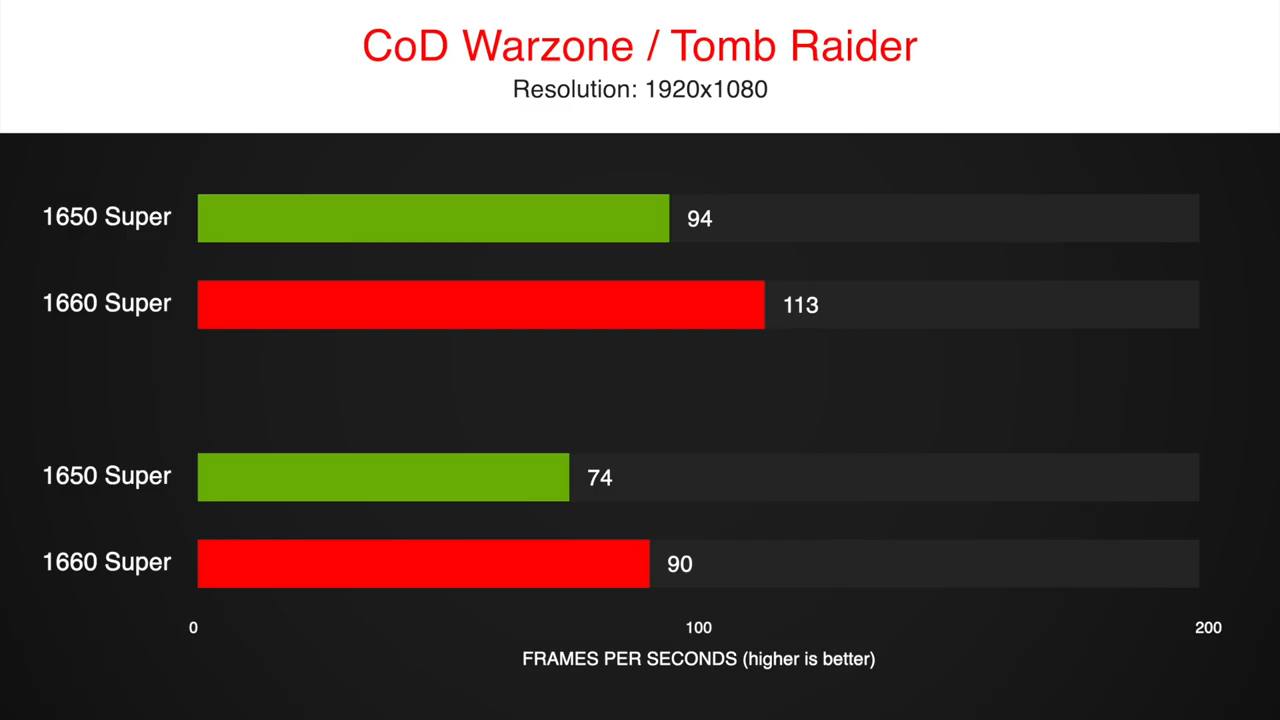 CoD Warzone / Tomb Raider
Resolution: 1920x1080
1650 Super 94
1660 Super 113
1650 Super 74
1660 Super 90
0 100 200
FRAMES PER SECONDS (higher is better)